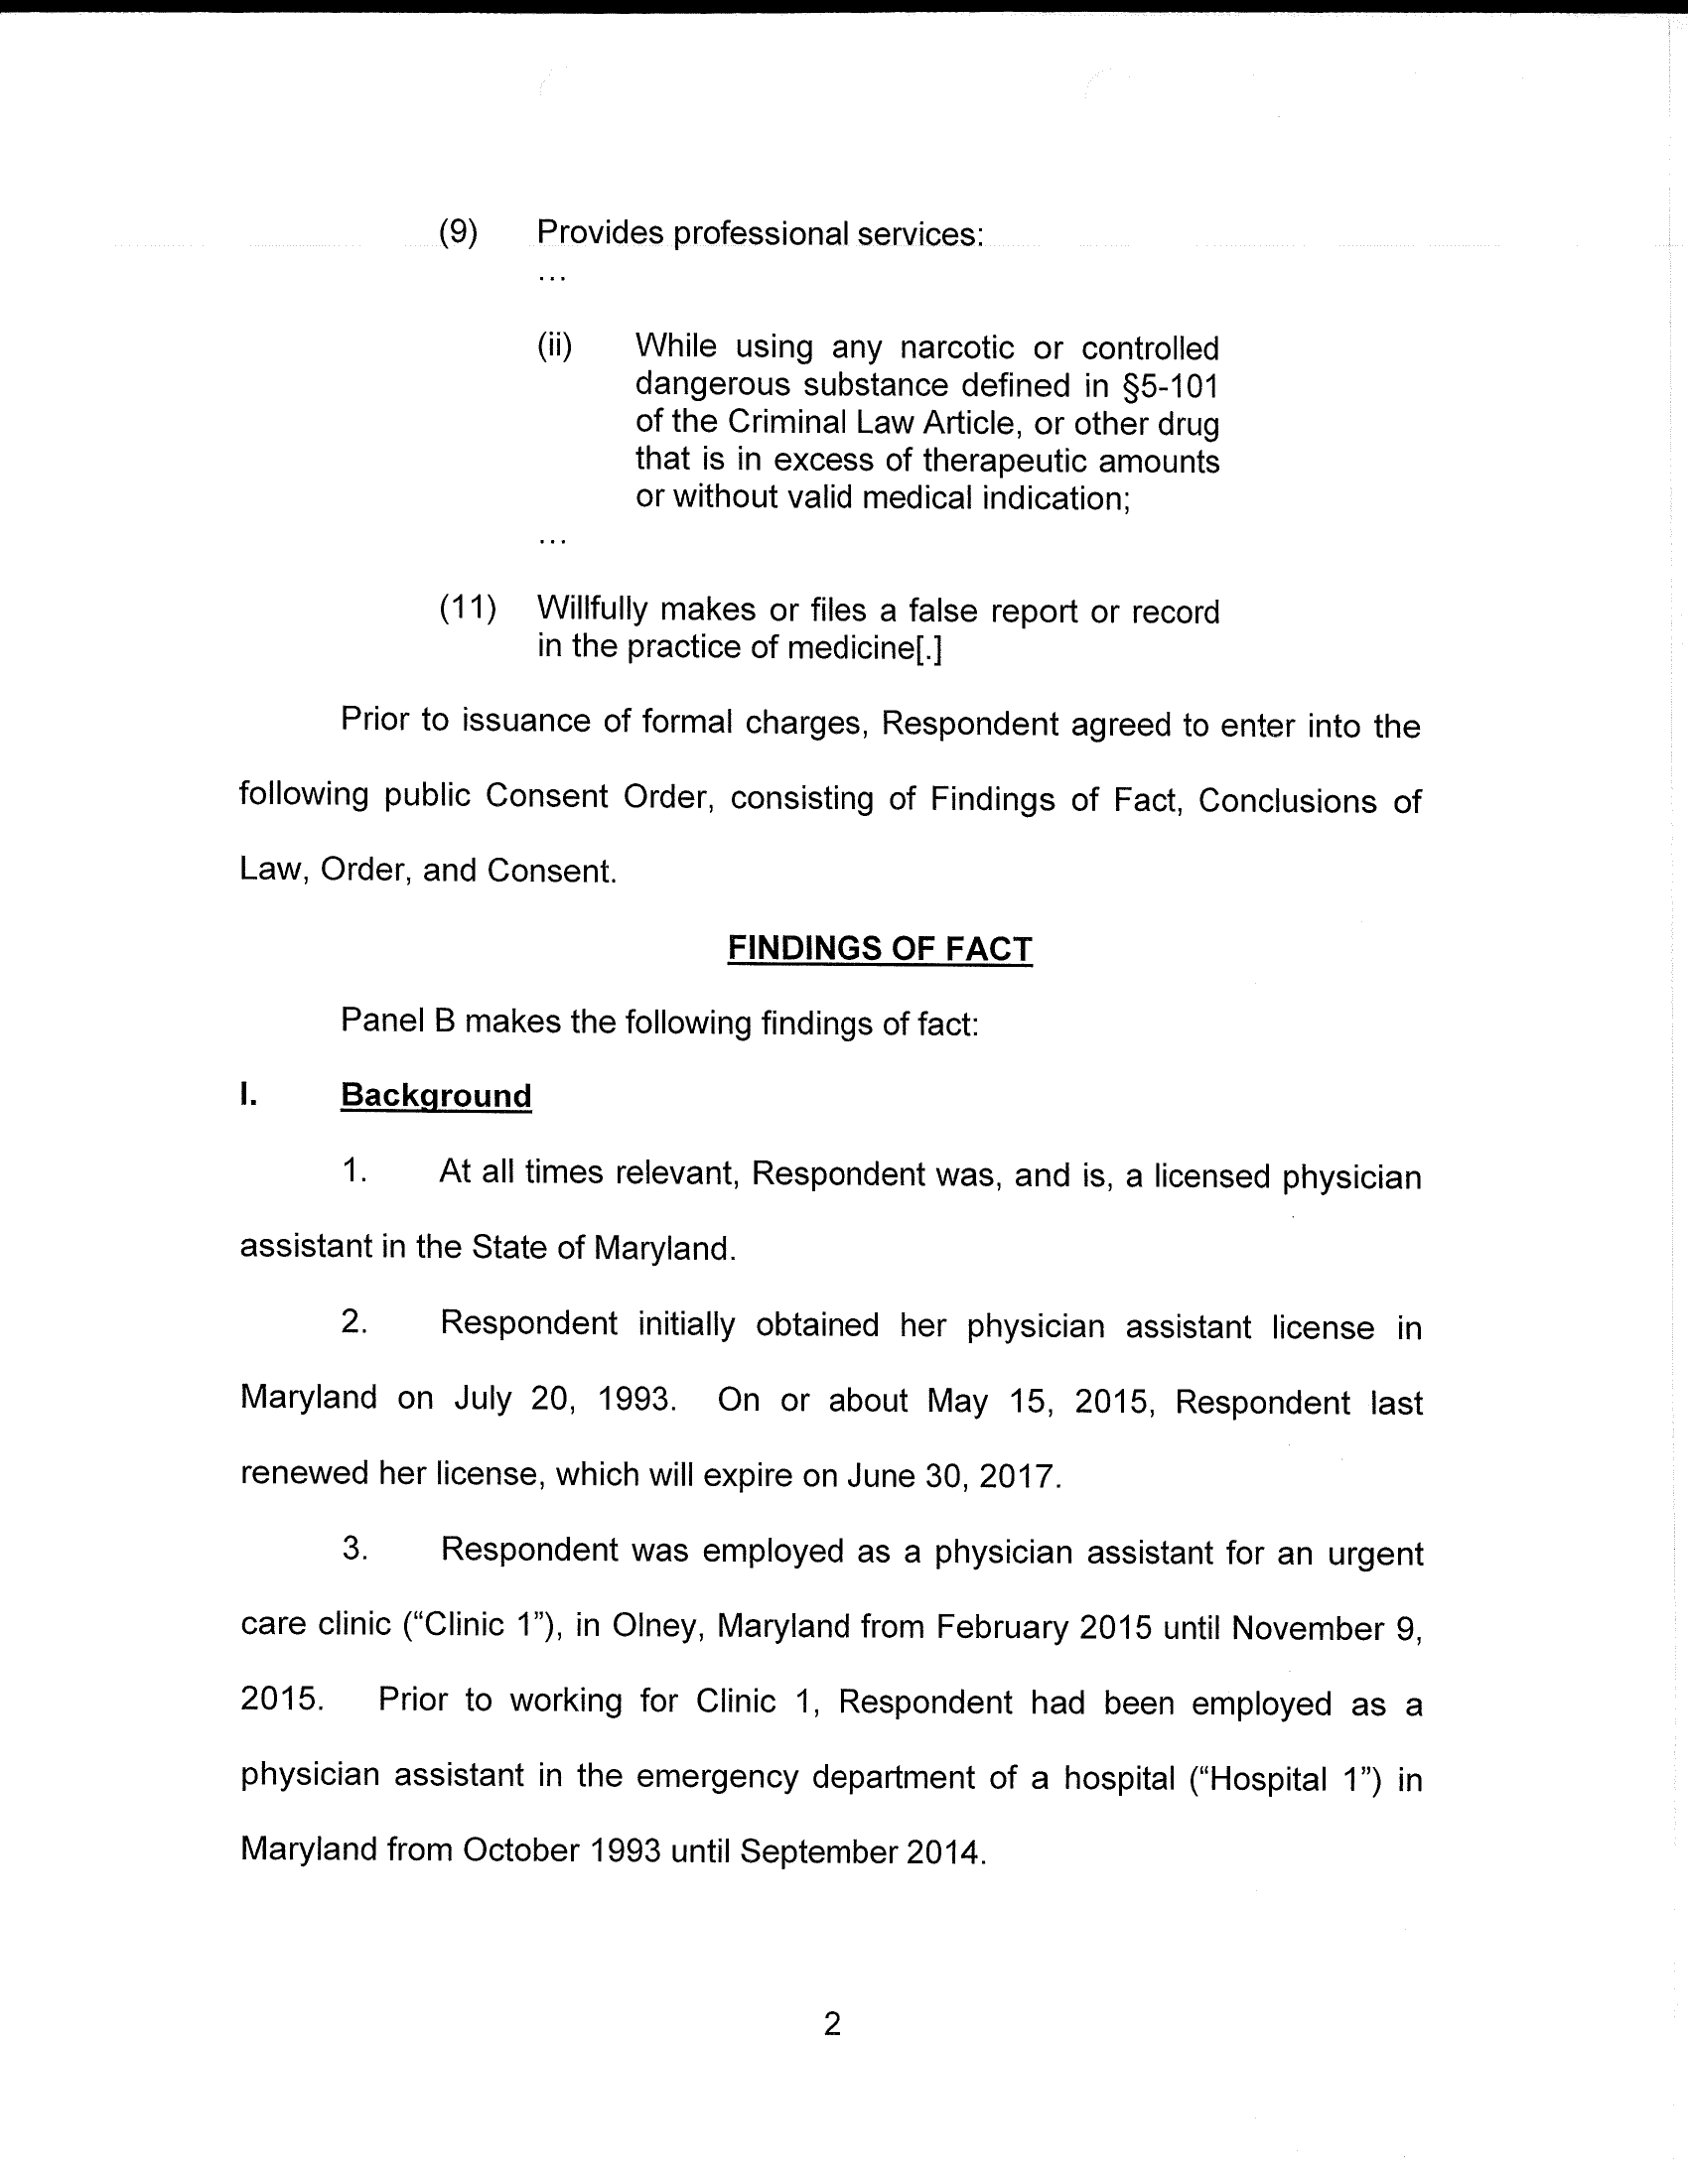 (9) Provides professional services:
...
(ii) While using any narcotic or controlled
dangerous substance defined in §5-101
of the Criminal Law Article, or other drug
that is in excess of therapeutic amounts
or without valid medical indication;
...
(11) Willfully makes or files a false report or record
in the practice of medicine[.]
Prior to issuance of formal charges, Respondent agreed to enter into the
following public Consent Order, consisting of Findings of Fact, Conclusions of
Law, Order, and Consent.
FINDINGS OF FACT
Panel B makes the following findings of fact:
I. Background
1. At all times relevant, Respondent was, and is, a licensed physician
assistant in the State of Maryland.
2. Respondent initially obtained her physician assistant license in
Maryland on July 20, 1993. On or about May 15, 2015, Respondent last
renewed her license, which will expire on June 30, 2017.
3. Respondent was employed as a physician assistant for an urgent
care clinic (“Clinic 1”), in Olney, Maryland from February 2015 until November 9,
2015. Prior to working for Clinic 1, Respondent had been employed as a
physician assistant in the emergency department of a hospital (“Hospital 1”) in
Maryland from October 1993 until September 2014.
2